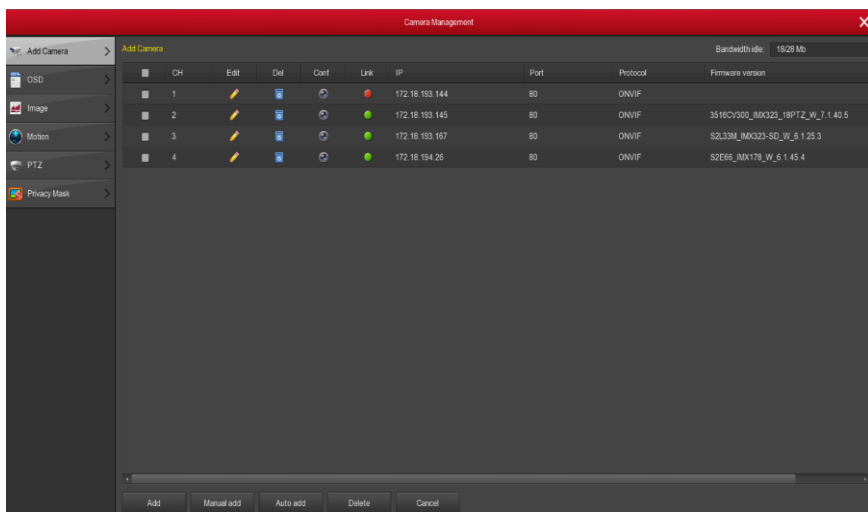 Camera Management
Add Camera
OSD
Image
Motion
PTZ
Privacy Mask
Add Camera Bandwidth idle: 18/28 Mb
CH Edit Del Conf. Link IP Port Protocol Firmware version
1 172.18.193.144 80 ONVIF
2 172.18.193.145 80 ONVIF 3516CV300_IMX323_18PTZ_W_7.1.40.5
3 172.18.193.167 80 ONVIF S2L33M_IMX323-SD_W_6.1.25.3
4 172.18.194.26 80 ONVIF S2E66_IMX178_W_6.1.45.4
Add Manual add Auto add Delete Cancel